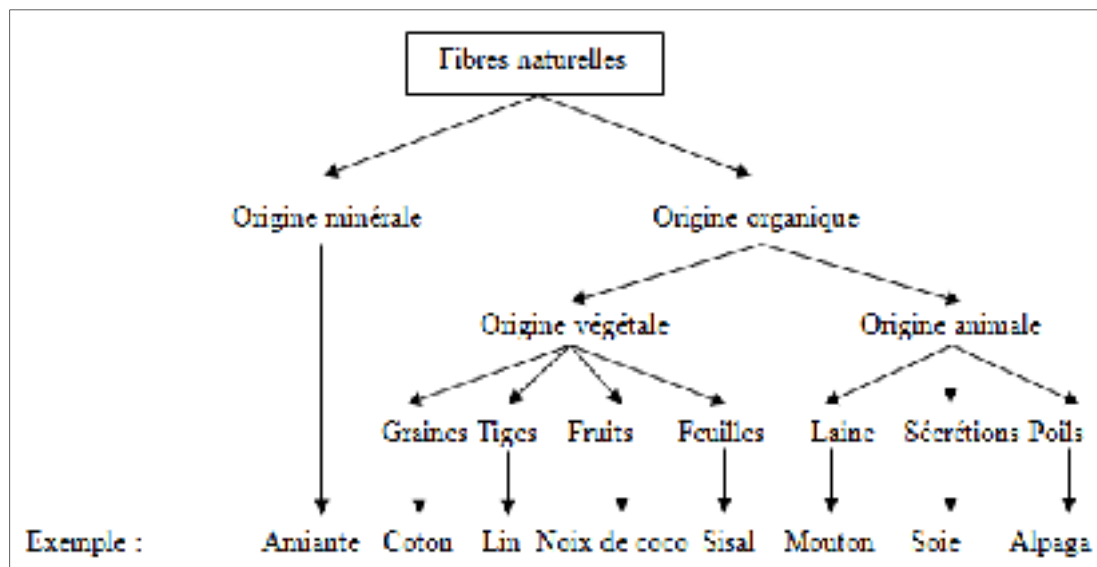 Fibres naturelles
Origine minérale Origine organique
Origine végétale Origine animale
Graines Tiges Fruits Feuilles Laine Sécrétions Poils
Exemple : Amiante Coton Lin Noix de coco Sisal Mouton Soie Alpaga